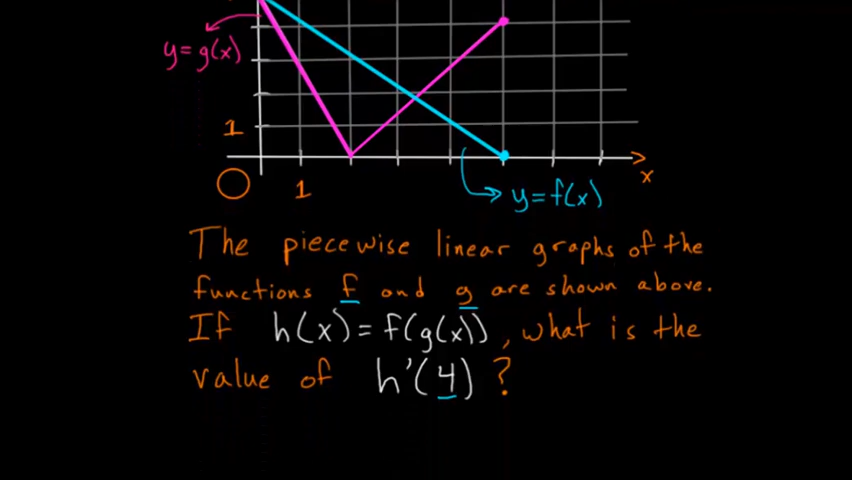 y=g(x)
1
O
1
x
y=f(x)
The piecewise linear graphs of the
functions f and g are shown above.
If h(x)=f(g(x)), what is the
value of h'(4)?